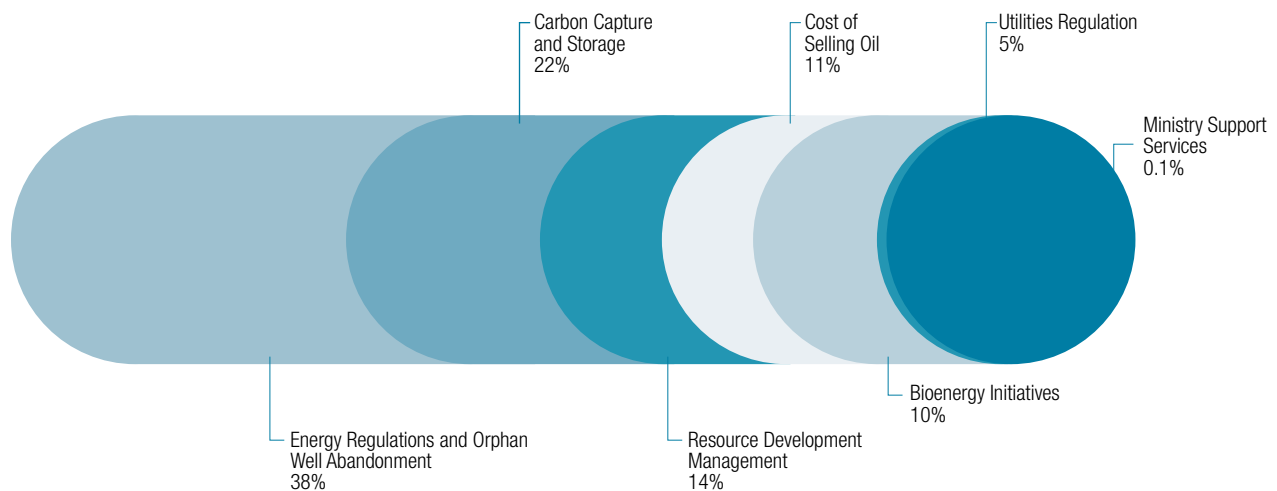 Carbon Capture
and Storage
22%
Cost of
Selling Oil
11%
Utilities Regulation
5%
Ministry Support
Services
0.1%
Bioenergy Initiatives
10%
Energy Regulations and Orphan
Well Abandonment
38%
Resource Development
Management
14%